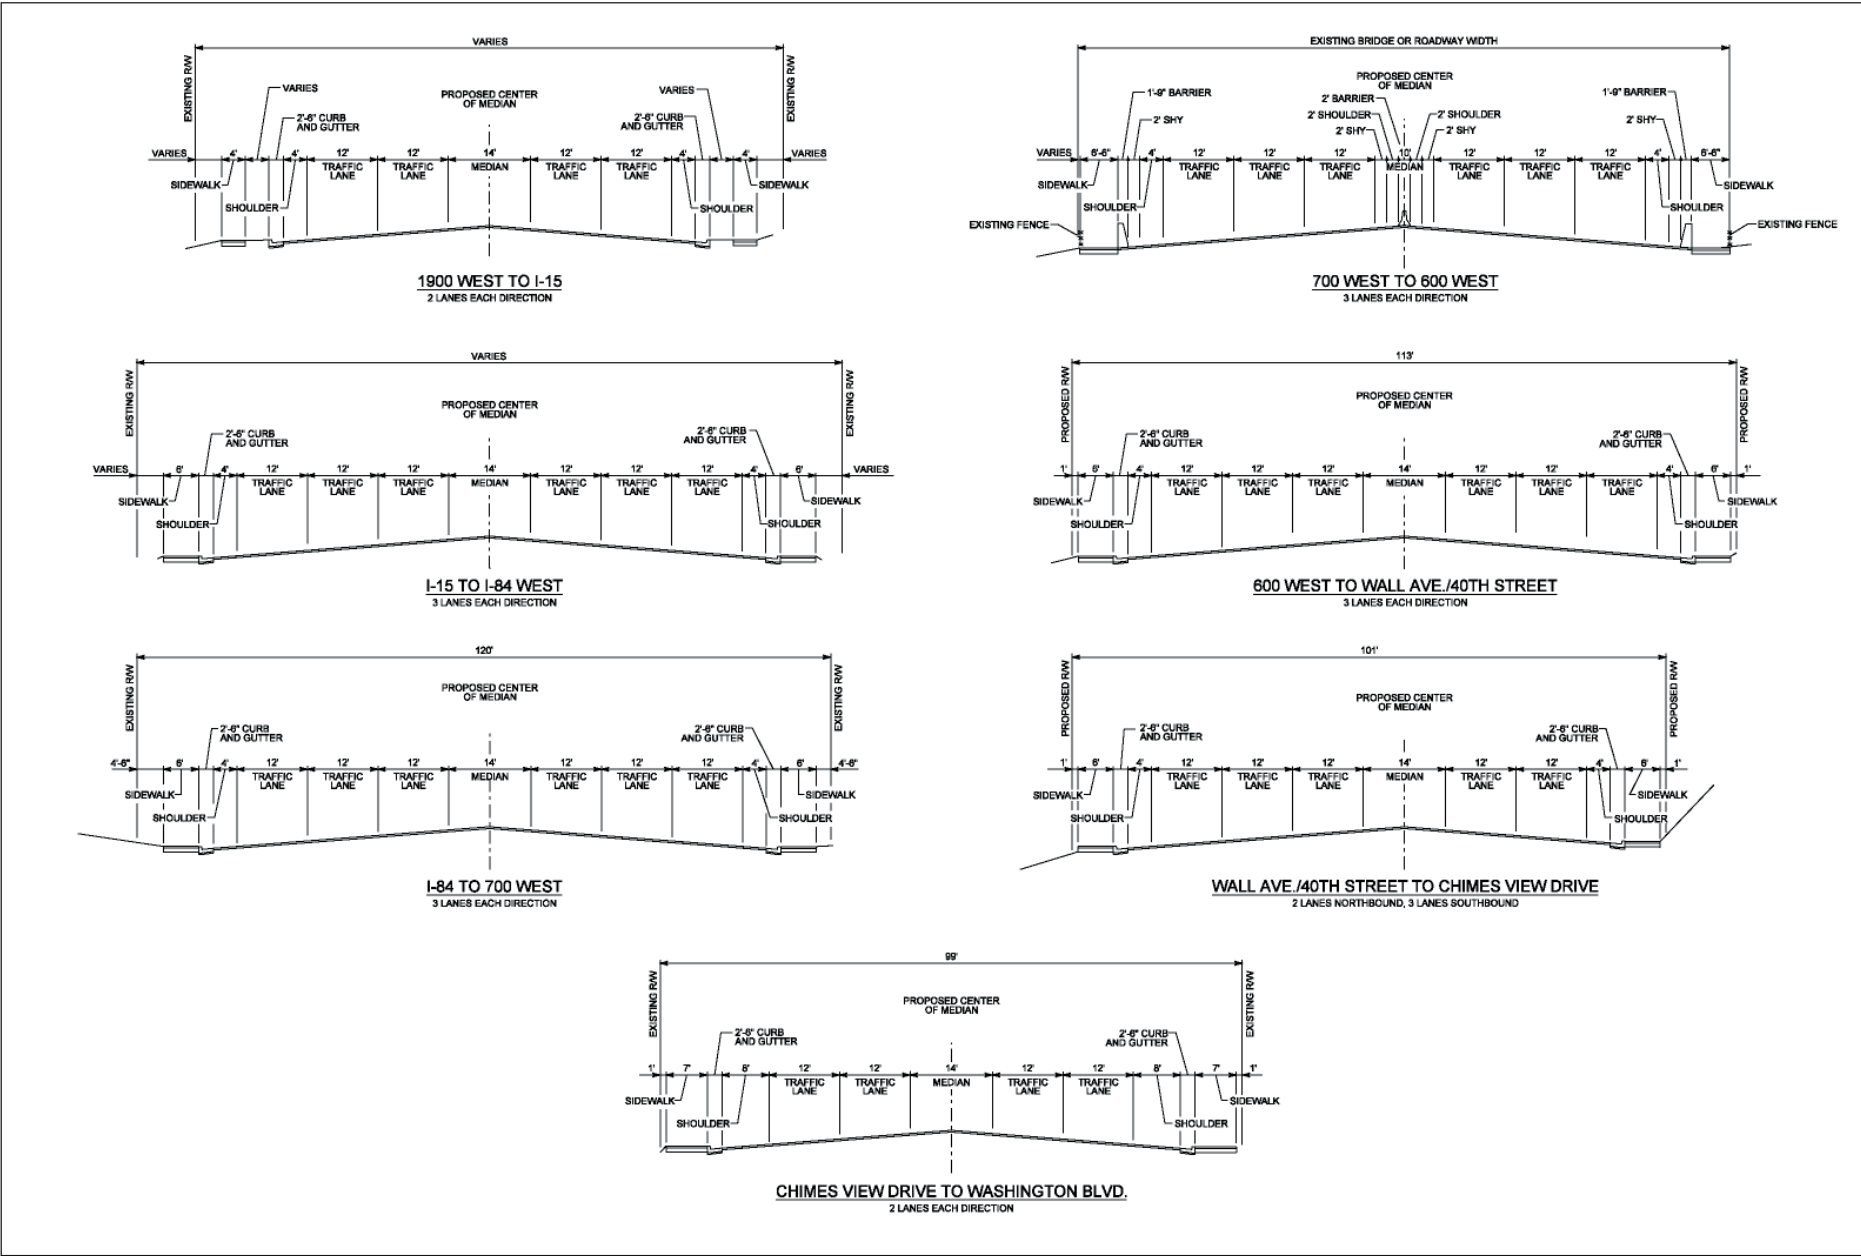 VARIES
EXISTING R/W
EXISTING R/W
VARIES
PROPOSED CENTER
OF MEDIAN
VARIES
2'-6" CURB
AND GUTTER
2'-6" CURB
AND GUTTER
VARIES 4' 4' 12' 12' 14' 12' 12' 4' 4' VARIES
TRAFFIC LANE TRAFFIC LANE MEDIAN TRAFFIC LANE TRAFFIC LANE
SIDEWALK SIDEWALK
SHOULDER SHOULDER
1900 WEST TO I-15
2 LANES EACH DIRECTION
EXISTING BRIDGE OR ROADWAY WIDTH
PROPOSED CENTER
OF MEDIAN
1'-9" BARRIER 2' BARRIER 1'-9" BARRIER
2' SHY 2' SHOULDER 2' SHOULDER 2' SHY
2' SHY 2' SHY
VARIES 6'-6" 4' 12' 12' 12' 10' 12' 12' 12' 4' 6'-6"
TRAFFIC LANE TRAFFIC LANE TRAFFIC LANE MEDIAN TRAFFIC LANE TRAFFIC LANE TRAFFIC LANE
SIDEWALK SIDEWALK
SHOULDER SHOULDER
EXISTING FENCE EXISTING FENCE
700 WEST TO 600 WEST
3 LANES EACH DIRECTION
VARIES
EXISTING R/W
EXISTING R/W
PROPOSED CENTER
OF MEDIAN
2'-6" CURB
AND GUTTER
2'-6" CURB
AND GUTTER
VARIES 6' 4' 12' 12' 12' 14' 12' 12' 12' 4' 6' VARIES
TRAFFIC LANE TRAFFIC LANE TRAFFIC LANE MEDIAN TRAFFIC LANE TRAFFIC LANE TRAFFIC LANE
SIDEWALK SIDEWALK
SHOULDER SHOULDER
I-15 TO I-84 WEST
3 LANES EACH DIRECTION
113'
PROPOSED R/W
PROPOSED R/W
PROPOSED CENTER
OF MEDIAN
2'-6" CURB
AND GUTTER
2'-6" CURB
AND GUTTER
1' 6' 4' 12' 12' 12' 14' 12' 12' 12' 4' 6' 1'
TRAFFIC LANE TRAFFIC LANE TRAFFIC LANE MEDIAN TRAFFIC LANE TRAFFIC LANE TRAFFIC LANE
SIDEWALK SIDEWALK
SHOULDER SHOULDER
600 WEST TO WALL AVE./40TH STREET
3 LANES EACH DIRECTION
120'
EXISTING R/W
EXISTING R/W
PROPOSED CENTER
OF MEDIAN
2'-6" CURB
AND GUTTER
2'-6" CURB
AND GUTTER
4'-6" 6' 4' 12' 12' 12' 14' 12' 12' 12' 4' 6' 4'-6"
TRAFFIC LANE TRAFFIC LANE TRAFFIC LANE MEDIAN TRAFFIC LANE TRAFFIC LANE TRAFFIC LANE
SIDEWALK SIDEWALK
SHOULDER SHOULDER
I-84 TO 700 WEST
3 LANES EACH DIRECTION
101'
PROPOSED R/W
PROPOSED R/W
PROPOSED CENTER
OF MEDIAN
2'-6" CURB
AND GUTTER
2'-6" CURB
AND GUTTER
1' 6' 4' 12' 12' 12' 14' 12' 12' 4' 6' 1'
TRAFFIC LANE TRAFFIC LANE TRAFFIC LANE MEDIAN TRAFFIC LANE TRAFFIC LANE
SIDEWALK SIDEWALK
SHOULDER SHOULDER
WALL AVE./40TH STREET TO CHIMES VIEW DRIVE
2 LANES NORTHBOUND, 3 LANES SOUTHBOUND
99'
EXISTING R/W
EXISTING R/W
PROPOSED CENTER
OF MEDIAN
2'-6" CURB
AND GUTTER
2'-6" CURB
AND GUTTER
1' 7' 8' 12' 12' 14' 12' 12' 8' 7' 1'
TRAFFIC LANE TRAFFIC LANE MEDIAN TRAFFIC LANE TRAFFIC LANE
SIDEWALK SIDEWALK
SHOULDER SHOULDER
CHIMES VIEW DRIVE TO WASHINGTON BLVD.
2 LANES EACH DIRECTION